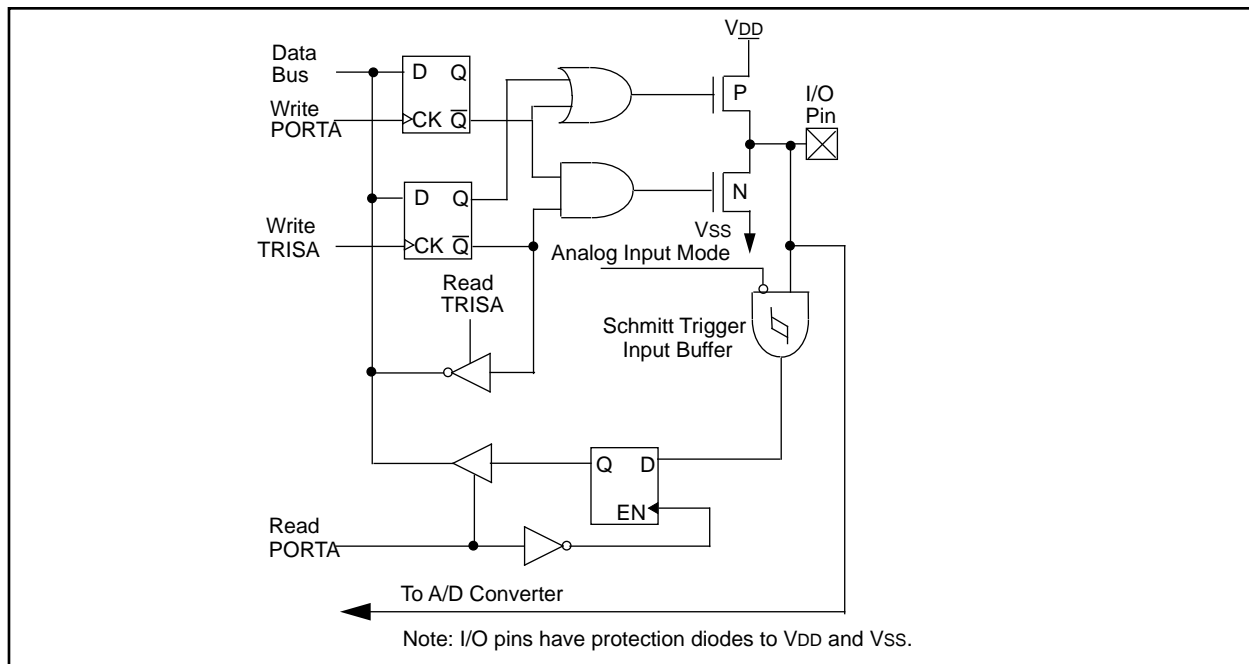 Data
Bus
D Q
Write
PORTA
CK Q̅
VDD
P
I/O
Pin
D Q
Write
TRISA
CK Q̅
N
VSS
Analog Input Mode
Read
TRISA
Schmitt Trigger
Input Buffer
Q D
EN
Read
PORTA
To A/D Converter
Note: I/O pins have protection diodes to VDD and VSS.